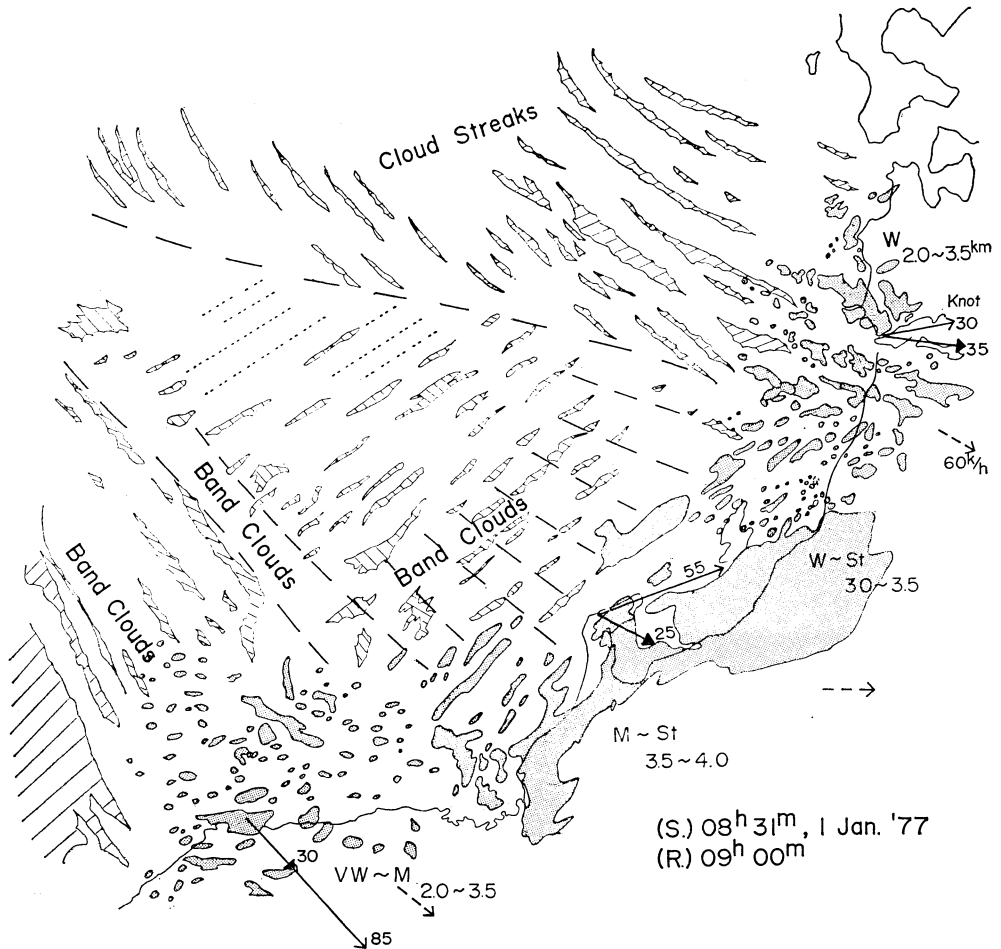 Cloud Streaks
W
2.0~3.5km
Knot
30
35
60k/h
Band Clouds
Band Clouds
Band Clouds
55
25
W~St
3.0~3.5
M~St
3.5~4.0
(S.) 08h 31m, 1 Jan. '77
(R.) 09h 00m
30
VW~M
2.0~3.5
85